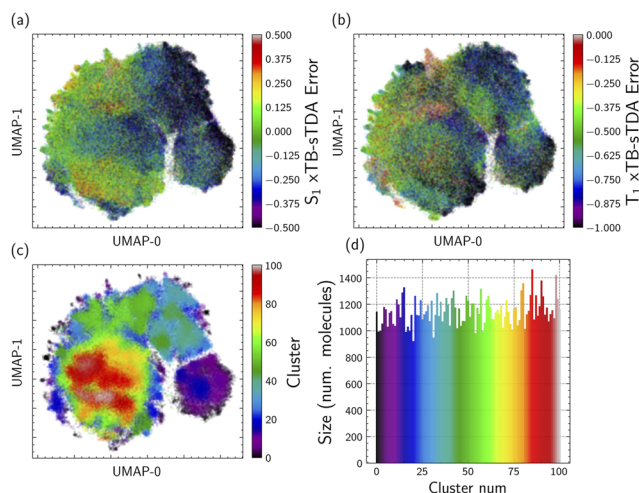 (a)
UMAP-1
UMAP-0
0.500
0.375
0.250
0.125
0.000
−0.125
−0.250
−0.375
−0.500
S₁ xTB-sTDA Error
(b)
UMAP-1
UMAP-0
0.000
−0.125
−0.250
−0.375
−0.500
−0.625
−0.750
−0.875
−1.000
T₁ xTB-sTDA Error
(c)
UMAP-1
UMAP-0
100
80
60
40
20
0
Cluster
(d)
1400
1200
1000
800
600
400
200
0
Size (num. molecules)
0 25 50 75 100
Cluster num